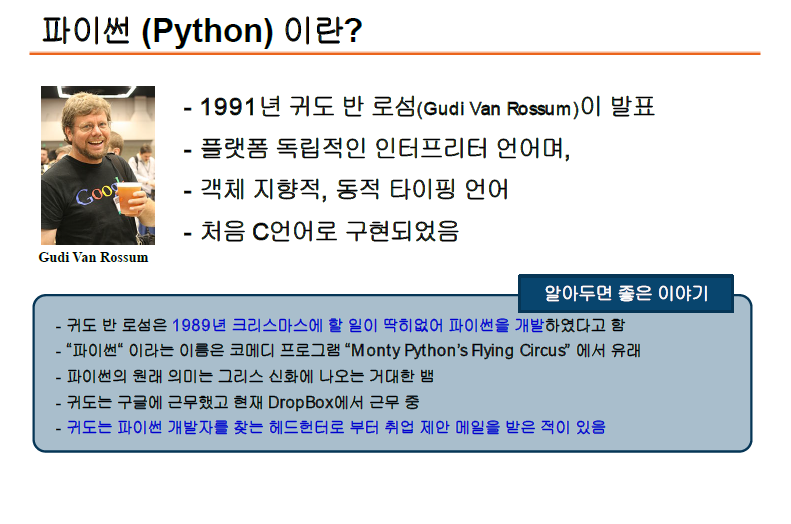 파이썬 (Python) 이란?
- 1991년 귀도 반 로섬(Gudi Van Rossum)이 발표
- 플랫폼 독립적인 인터프리터 언어며,
- 객체 지향적, 동적 타이핑 언어
- 처음 C언어로 구현되었음
Goo
Gudi Van Rossum
알아두면 좋은 이야기
- 귀도 반 로섬은 1989년 크리스마스에 할 일이 딱히없어 파이썬을 개발하였다고 함
- “파이썬“ 이라는 이름은 코메디 프로그램 “Monty Python’s Flying Circus” 에서 유래
- 파이썬의 원래 의미는 그리스 신화에 나오는 거대한 뱀
- 귀도는 구글에 근무했고 현재 DropBox에서 근무 중
- 귀도는 파이썬 개발자를 찾는 헤드헌터로 부터 취업 제안 메일을 받은 적이 있음